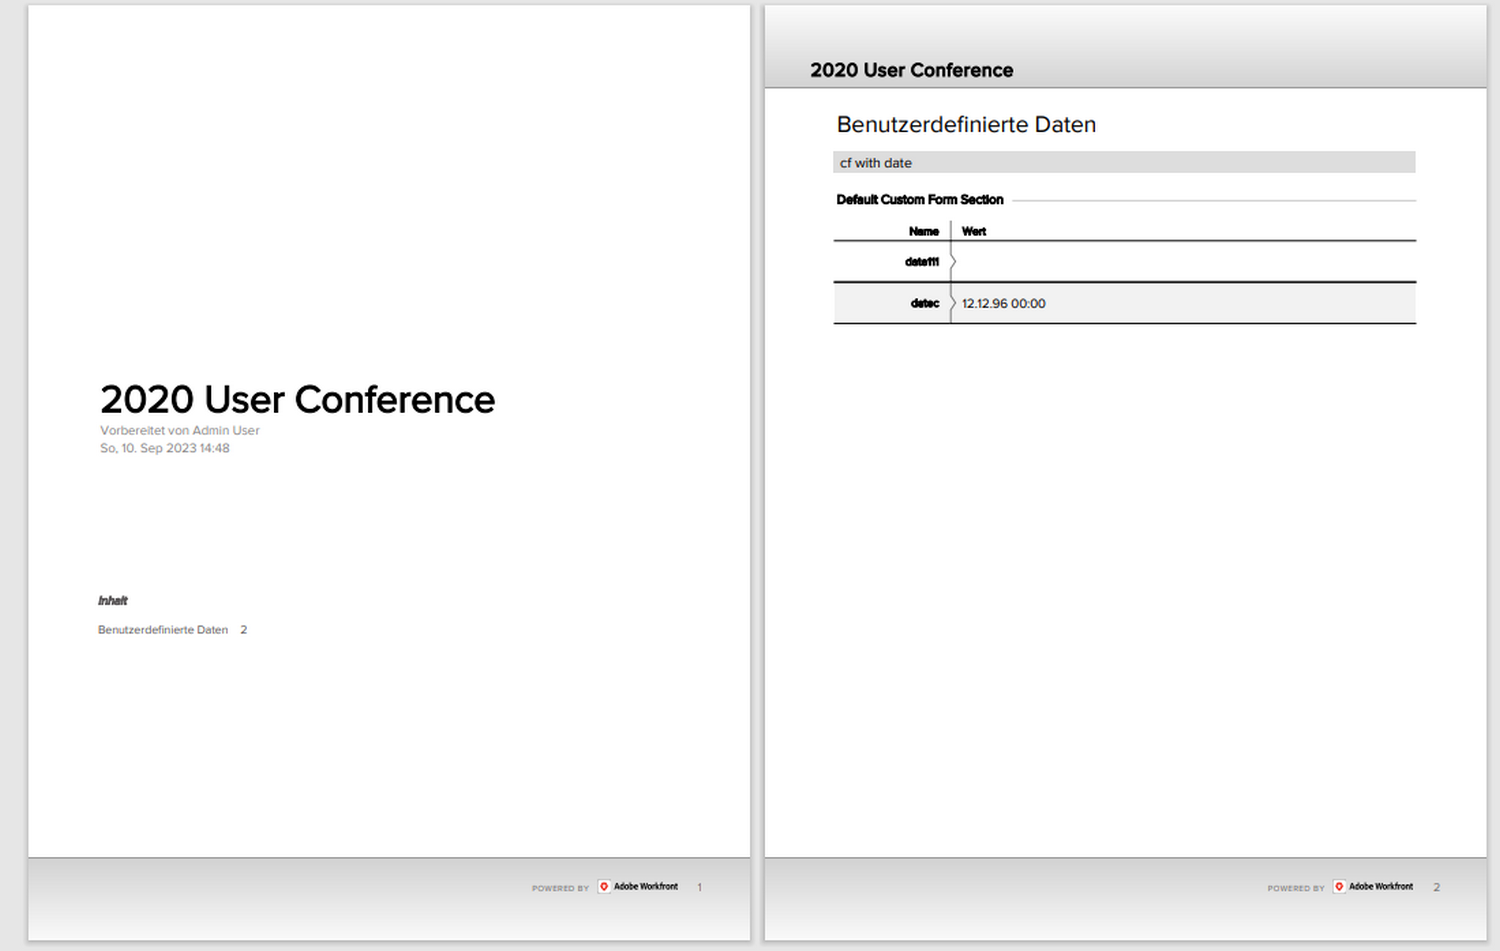 2020 User Conference
Vorbereitet von Admin User
So, 10. Sep 2023 14:48
Inhalt
Benutzerdefinierte Daten 2
POWERED BY Adobe Workfront 1
2020 User Conference
Benutzerdefinierte Daten
cf with date
Default Custom Form Section
Name Wert
date111
datec 12.12.96 00:00
POWERED BY Adobe Workfront 2